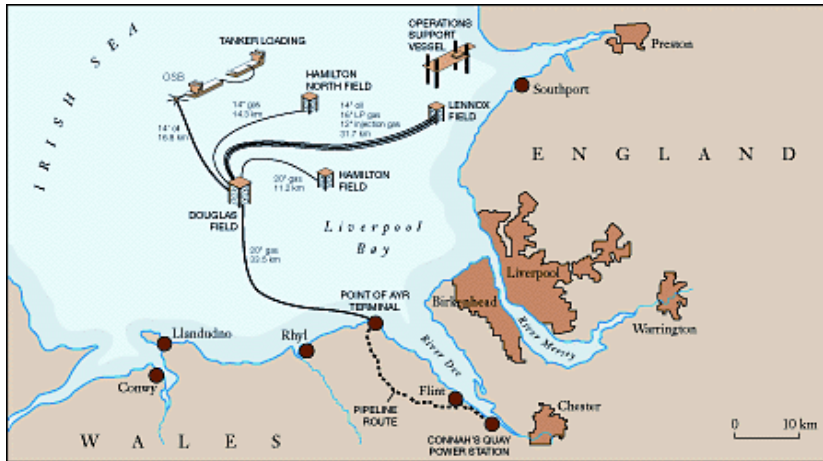 IRISH SEA
TANKER LOADING
OSB
OPERATIONS
SUPPORT
VESSEL
Preston
HAMILTON
NORTH FIELD
14" gas
14.3 km
14" oil
16" LP gas
12" injection gas
31.7 km
LENNOX
FIELD
Southport
14" oil
16.8 km
ENGLAND
20" gas
11.2 km
HAMILTON
FIELD
DOUGLAS
FIELD
Liverpool
Bay
20" gas
33.5 km
Liverpool
Birkenhead
POINT OF AYR
TERMINAL
River Mersey
Warrington
Llandudno
Rhyl
River Dee
Conwy
Flint
PIPELINE
ROUTE
Chester
CONNAH'S QUAY
POWER STATION
WALES
0 10 km